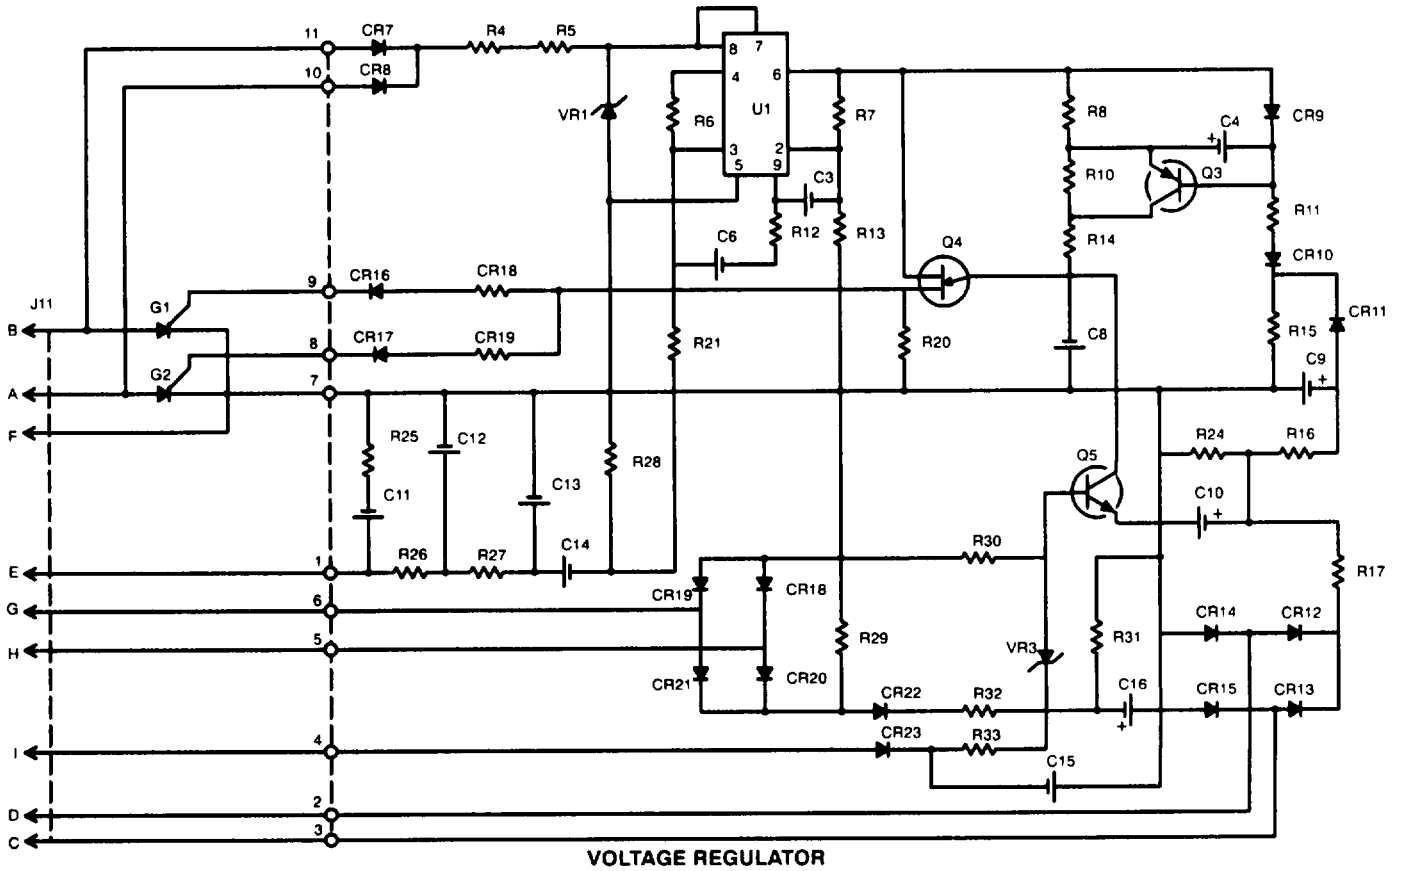 11 CR7 R4 R5
8 7
10 CR8
4 6
VR1 R6 U1 R7 R8 C4 + CR9
3 2
5 9
C3 R10 Q3
R12 R13 R11
C6 R14
Q4 CR10
9 CR16 CR18
J11 G1
B
8 CR17 CR19 R21 R20 C8 R15 CR11
G2
A 7
C9 +
F
R25 C12 R24 R16
R28
Q5
C11 C13 C10 +
E 1 R26 R27 C14 R30
R17
G 6 CR19 CR18
H 5 R29 VR3 R31 CR14 CR12
CR21 CR20
CR22 R32 C16 + CR15 CR13
I 4 CR23 R33
C15
D 2
C 3
VOLTAGE REGULATOR